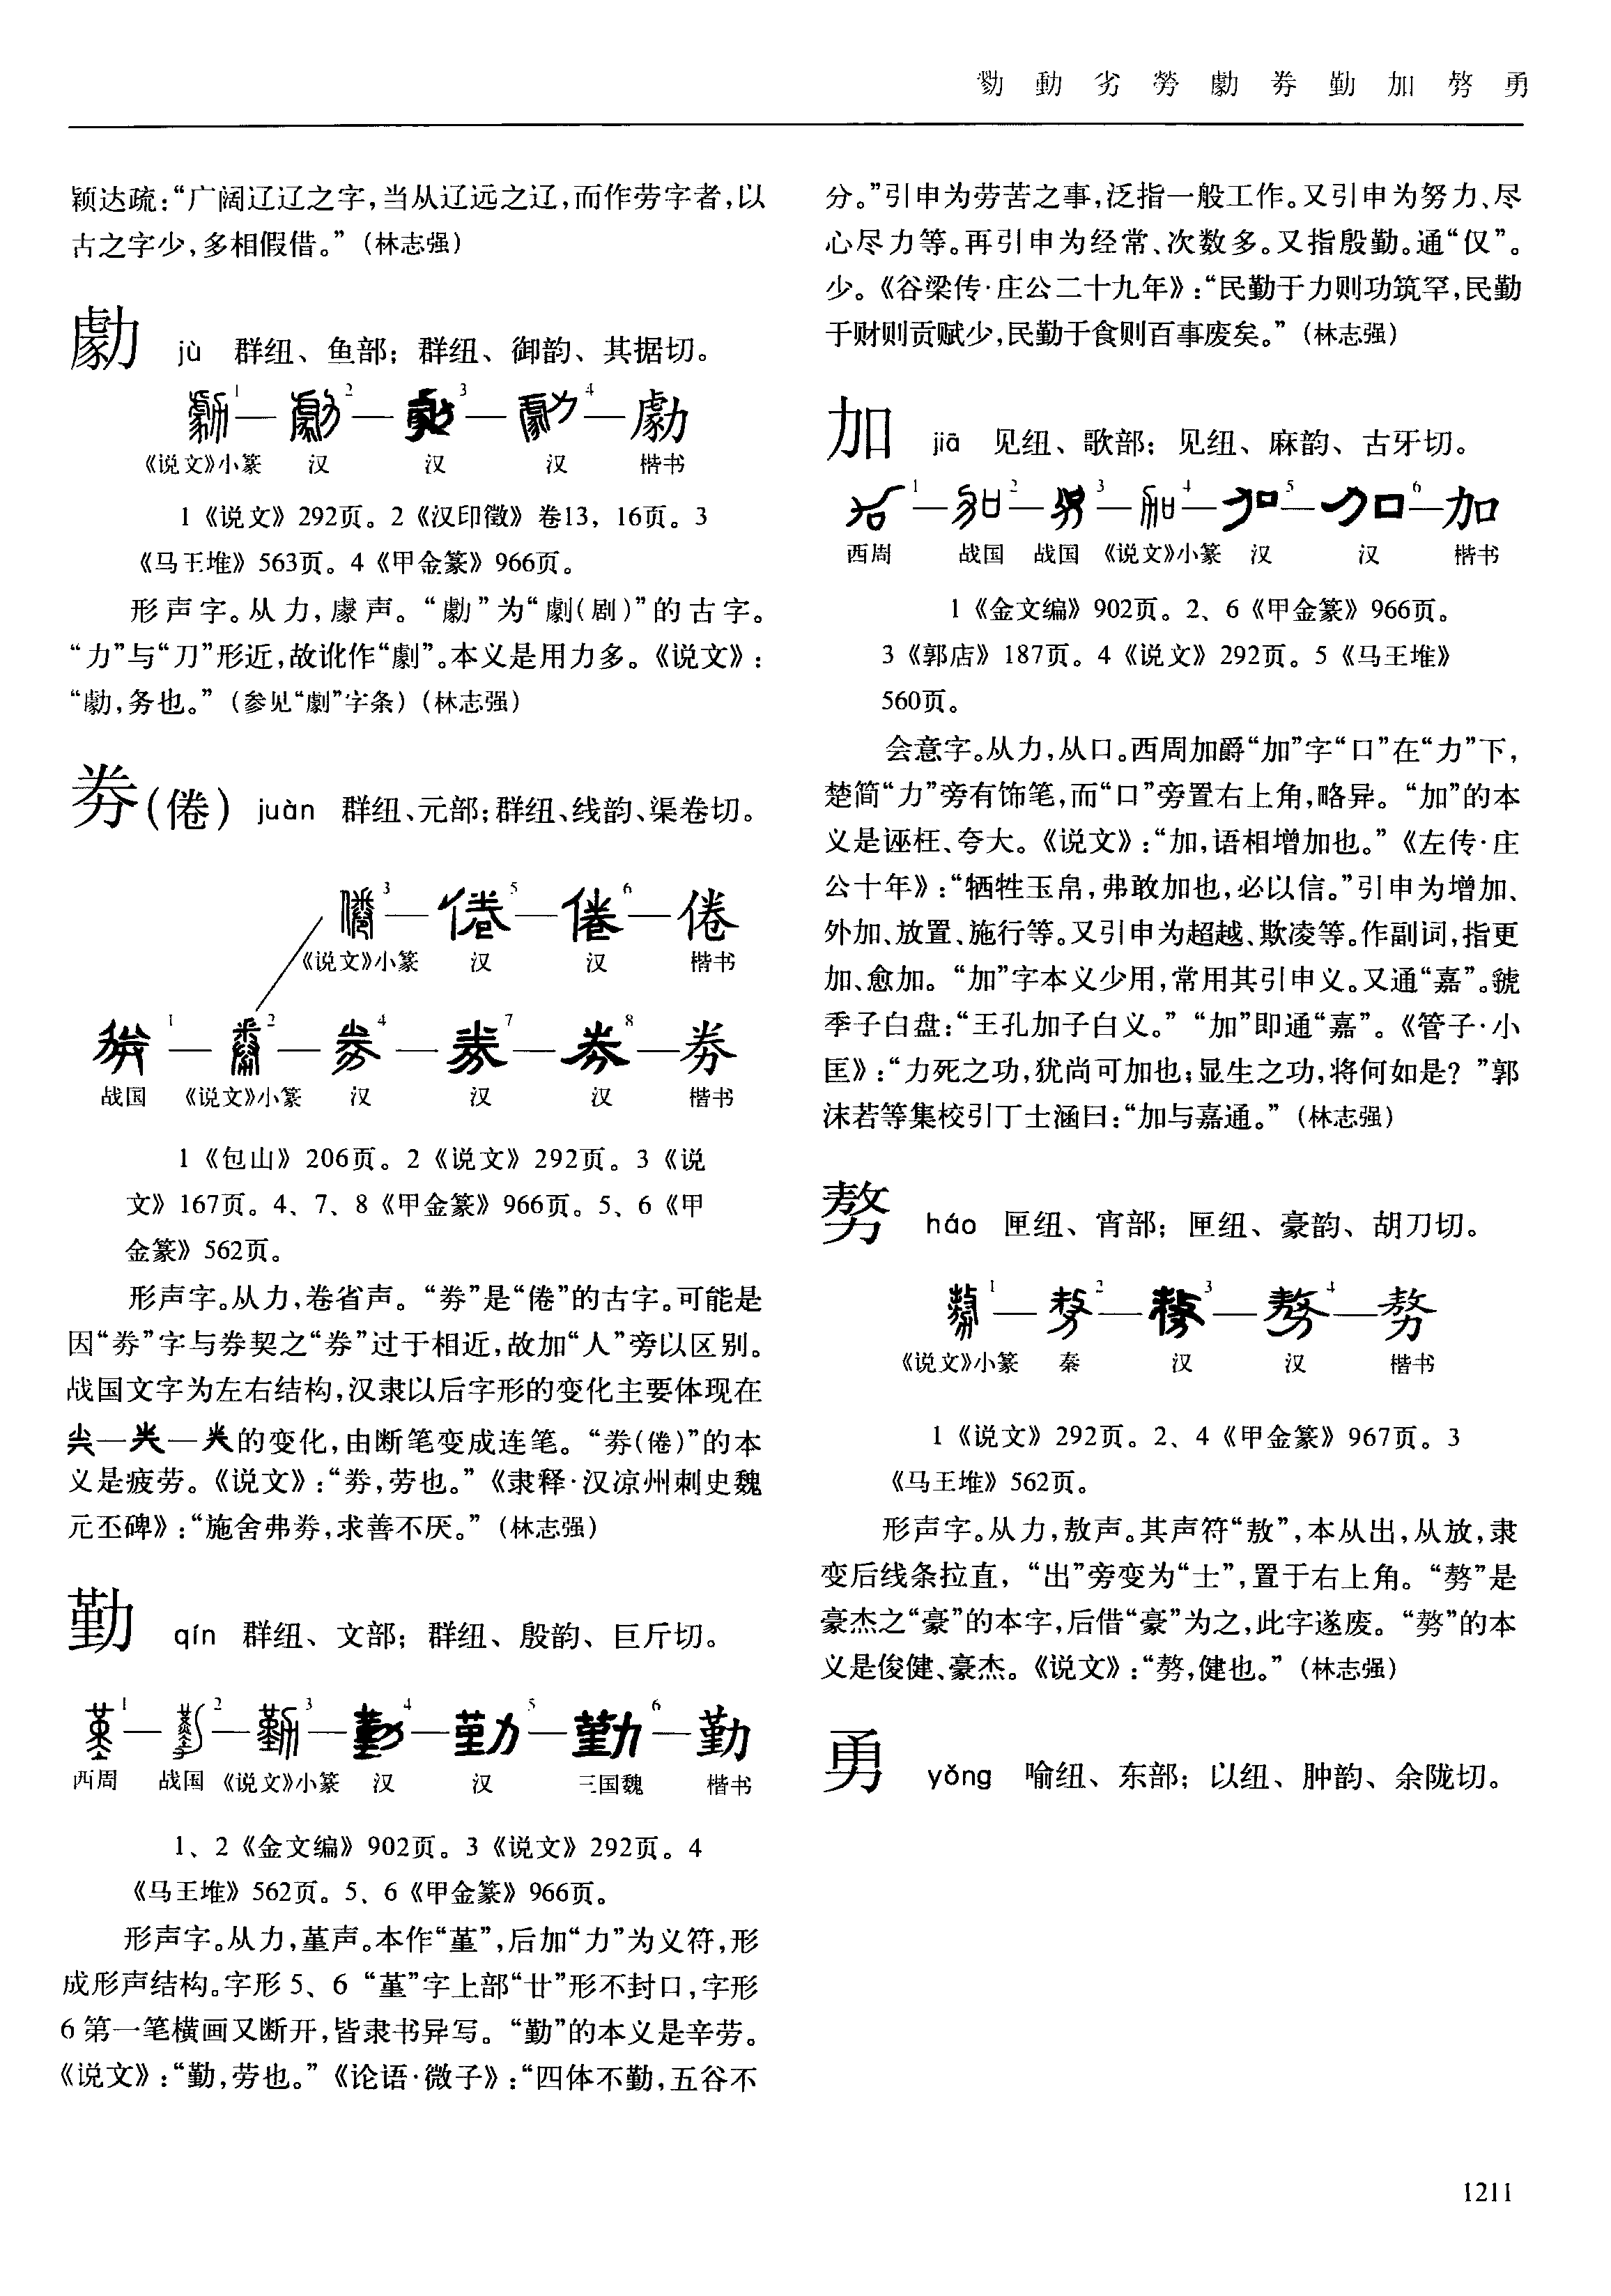 勶 動 劣 勞 勮 劵 勤 加 勢 勇
颖达疏：“广阔辽辽之字，当从辽远之辽，而作劳字者，以
古之字少，多相假借。”（林志强）
勮 jù 群纽、鱼部；群纽、御韵、其据切。
1 — 2 — 3 — 4 — 勮
《说文》小篆 汉 汉 汉 楷书
1《说文》292页。2《汉印徵》卷13，16页。3
《马王堆》563页。4《甲金篆》966页。
形声字。从力，豦声。“勮”为“劇（剧）”的古字。
“力”与“刀”形近，故讹作“劇”。本义是用力多。《说文》：
“勮，务也。”（参见“劇”字条）（林志强）
劵（倦） juàn 群纽、元部；群纽、线韵、渠卷切。
3 — 5 — 6 — 倦
《说文》小篆 汉 汉 楷书
1 — 2 — 4 — 7 — 8 — 劵
战国 《说文》小篆 汉 汉 汉 楷书
1《包山》206页。2《说文》292页。3《说
文》167页。4、7、8《甲金篆》966页。5、6《甲
金篆》562页。
形声字。从力，卷省声。“劵”是“倦”的古字。可能是
因“劵”字与券契之“券”过于相近，故加“人”旁以区别。
战国文字为左右结构，汉隶以后字形的变化主要体现在
的变化，由断笔变成连笔。“劵（倦）”的本
义是疲劳。《说文》：“劵，劳也。”《隶释·汉凉州刺史魏
元丕碑》：“施舍弗劵，求善不厌。”（林志强）
勤 qín 群纽、文部；群纽、殷韵、巨斤切。
1 — 2 — 3 — 4 — 5 — 6 — 勤
西周 战国 《说文》小篆 汉 汉 三国魏 楷书
1、2《金文编》902页。3《说文》292页。4
《马王堆》562页。5、6《甲金篆》966页。
形声字。从力，堇声。本作“堇”，后加“力”为义符，形
成形声结构。字形 5、6 “堇”字上部“廿”形不封口，字形
6 第一笔横画又断开，皆隶书异写。“勤”的本义是辛劳。
《说文》：“勤，劳也。”《论语·微子》：“四体不勤，五谷不
分。”引申为劳苦之事，泛指一般工作。又引申为努力、尽
心尽力等。再引申为经常、次数多。又指殷勤。通“仅”。
少。《谷梁传·庄公二十九年》：“民勤于力则功筑罕，民勤
于财则贡赋少，民勤于食则百事废矣。”（林志强）
加 jiā 见纽、歌部；见纽、麻韵、古牙切。
1 — 2 — 3 — 4 — 5 — 6 — 加
西周 战国 战国 《说文》小篆 汉 汉 楷书
1《金文编》902页。2、6《甲金篆》966页。
3《郭店》187页。4《说文》292页。5《马王堆》
560页。
会意字。从力，从口。西周加爵“加”字“口”在“力”下，
楚简“力”旁有饰笔，而“口”旁置右上角，略异。“加”的本
义是诬枉、夸大。《说文》：“加，语相增加也。”《左传·庄
公十年》：“牺牲玉帛，弗敢加也，必以信。”引申为增加、
外加、放置、施行等。又引申为超越、欺凌等。作副词，指更
加、愈加。“加”字本义少用，常用其引申义。又通“嘉”。虢
季子白盘：“王孔加子白义。”“加”即通“嘉”。《管子·小
匡》：“力死之功，犹尚可加也；显生之功，将何如是？”郭
沫若等集校引丁士涵曰：“加与嘉通。”（林志强）
勢 háo 匣纽、宵部；匣纽、豪韵、胡刀切。
1 — 2 — 3 — 4 —
《说文》小篆 秦 汉 汉 楷书
1《说文》292页。2、4《甲金篆》967页。3
《马王堆》562页。
形声字。从力，敖声。其声符“敖”，本从出，从放，隶
变后线条拉直，“出”旁变为“士”，置于右上角。“𠢕”是
豪杰之“豪”的本字，后借“豪”为之，此字遂废。“𠢕”的本
义是俊健、豪杰。《说文》：“𠢕，健也。”（林志强）
勇 yǒng 喻纽、东部；以纽、肿韵、余陇切。
1211